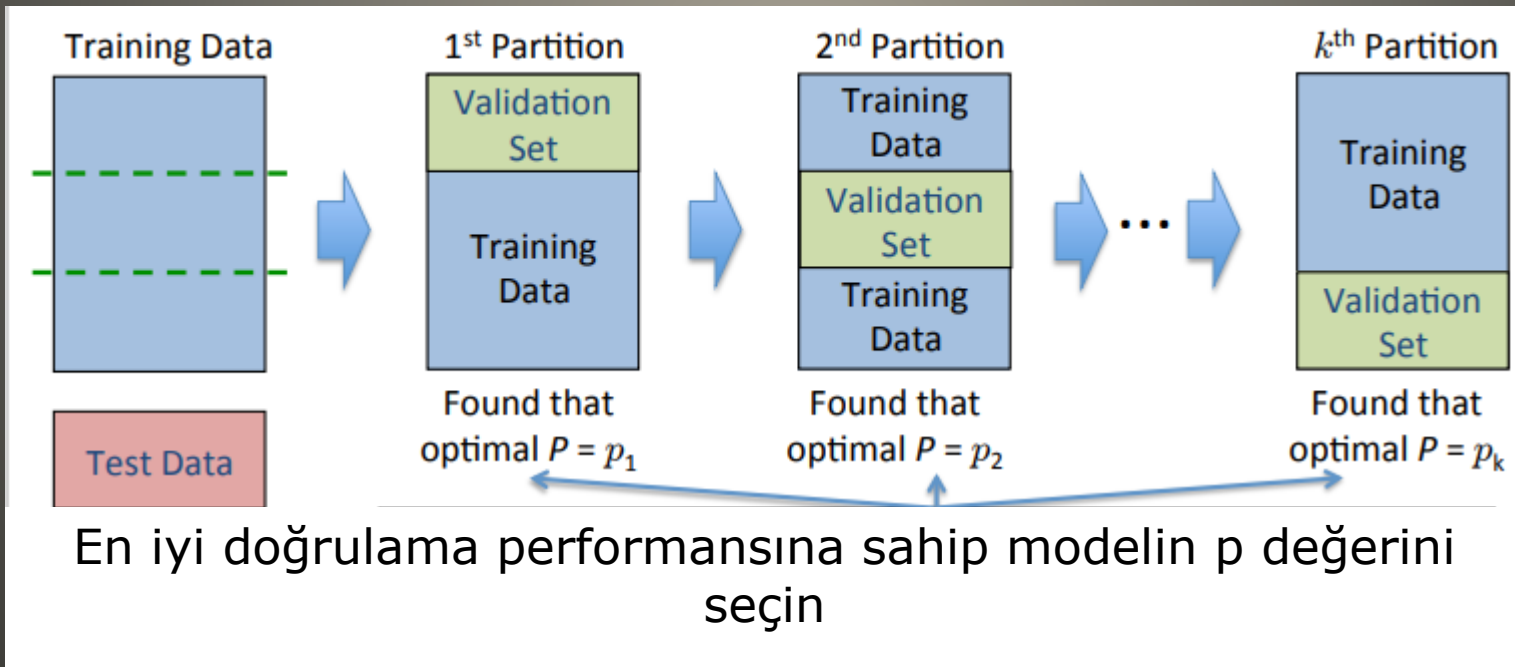 Training Data
1st Partition
2nd Partition
kth Partition
Validation
Set
Training
Data
Training
Data
Validation
Set
Training
Data
Training
Data
Validation
Set
Test Data
Found that
optimal P = p1
Found that
optimal P = p2
...
Found that
optimal P = pk
En iyi doğrulama performansına sahip modelin p değerini
seçin